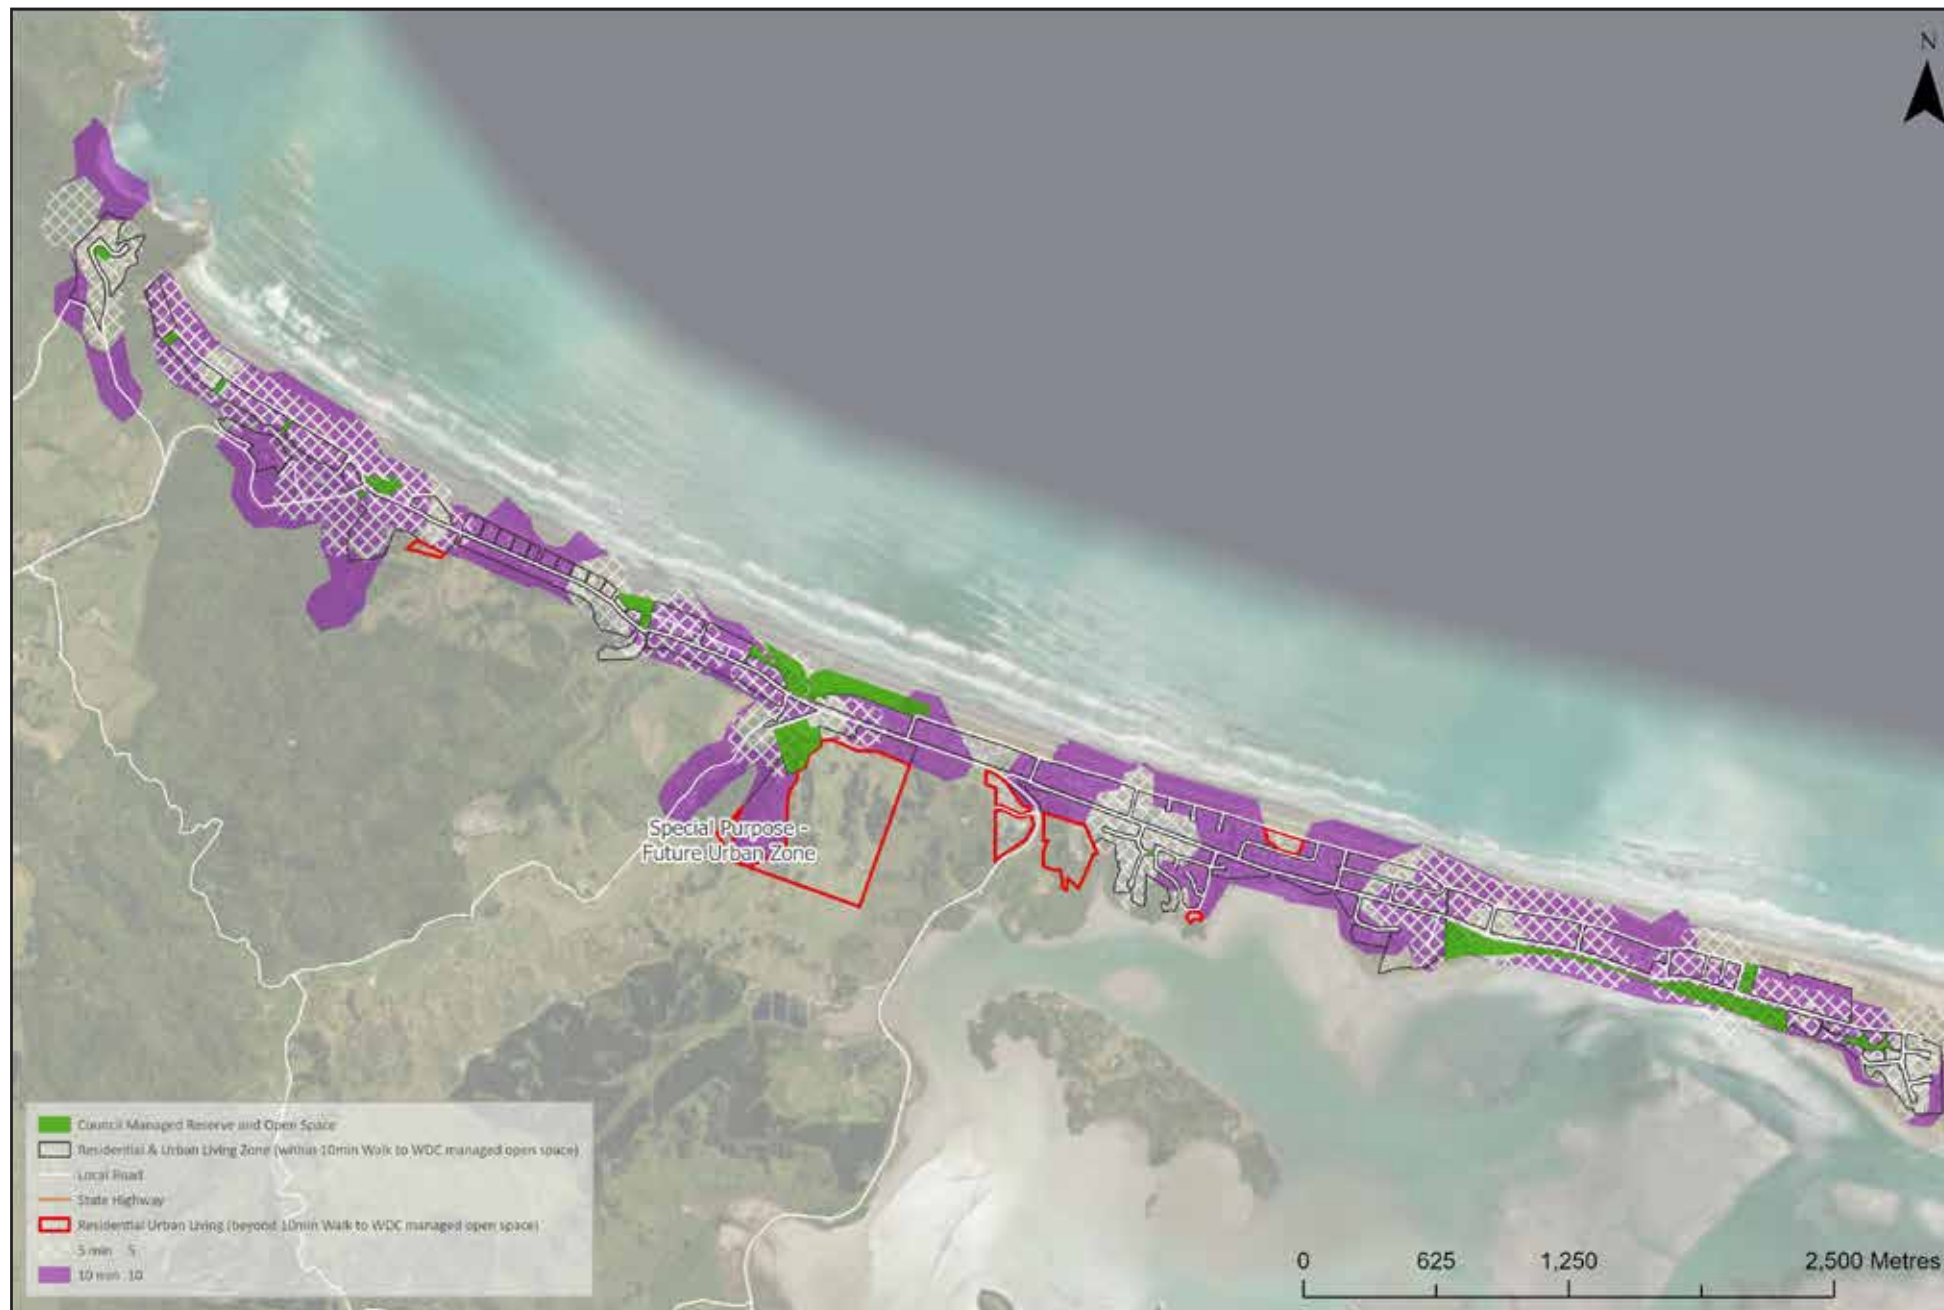 N
Special Purpose -
Future Urban Zone
Council Managed Reserve and Open Space
Residential & Urban Living Zone (within 10min Walk to WDC managed open space)
Local Road
State Highway
Residential Urban Living (beyond 10min Walk to WDC managed open space)
5 min 5
10 min 10
0 625 1,250 2,500 Metres